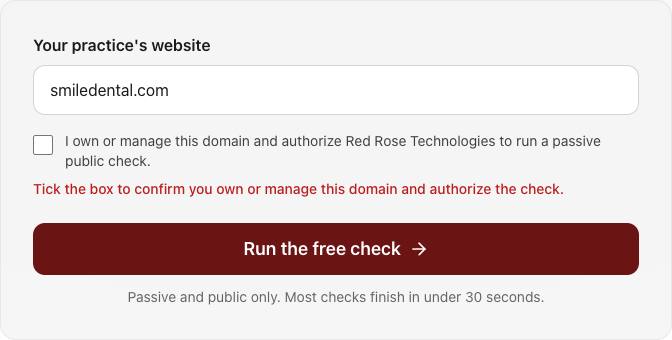 Your practice's website
smiledental.com
I own or manage this domain and authorize Red Rose Technologies to run a passive
public check.
Tick the box to confirm you own or manage this domain and authorize the check.
Run the free check →
Passive and public only. Most checks finish in under 30 seconds.